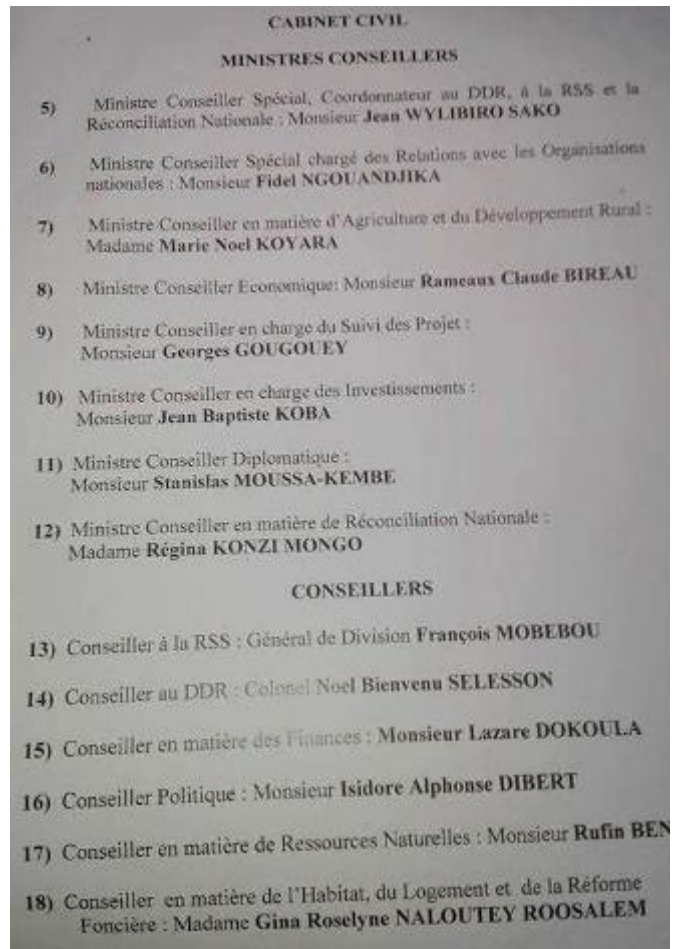 CABINET CIVIL
MINISTRES CONSEILLERS
5) Ministre Conseiller Spécial, Coordonnateur au DDR, à la RSS et la
Réconciliation Nationale : Monsieur Jean WYLIBIRO SAKO
6) Ministre Conseiller Spécial chargé des Relations avec les Organisations
nationales : Monsieur Fidel NGOUANDJIKA
7) Ministre Conseiller en matière d'Agriculture et du Développement Rural :
Madame Marie Noel KOYARA
8) Ministre Conseiller Economique: Monsieur Rameaux Claude BIREAU
9) Ministre Conseiller en charge du Suivi des Projet :
Monsieur Georges GOUGOUEY
10) Ministre Conseiller en charge des Investissements :
Monsieur Jean Baptiste KOBA
11) Ministre Conseiller Diplomatique :
Monsieur Stanislas MOUSSA-KEMBE
12) Ministre Conseiller en matière de Réconciliation Nationale :
Madame Régina KONZI MONGO
CONSEILLERS
13) Conseiller à la RSS : Général de Division François MOBEBOU
14) Conseiller au DDR : Colonel Noel Bienvenu SELESSON
15) Conseiller en matière des Finances : Monsieur Lazare DOKOULA
16) Conseiller Politique : Monsieur Isidore Alphonse DIBERT
17) Conseiller en matière de Ressources Naturelles : Monsieur Rufin BEN
18) Conseiller en matière de l'Habitat, du Logement et de la Réforme
Foncière : Madame Gina Roselyne NALOUTEY ROOSALEM